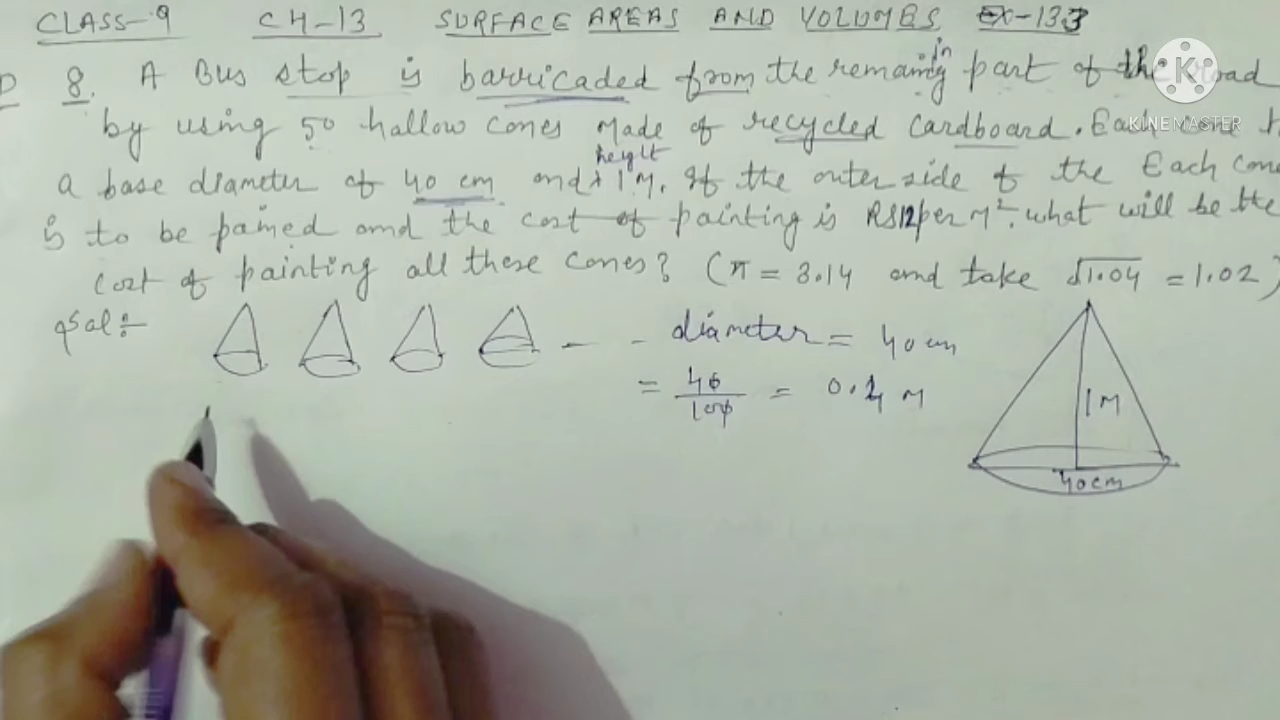 CLASS-9 CH-13 SURFACE AREAS AND VOLUMES EX-13.3
8. A Bus stop is barricaded from the remaining part of the road
by using 50 hallow cones Made of recycled Cardboard. Each
a base diameter of 40 cm and height 1 M. If the outer side of the Each Cone
is to be pained and the cost of painting is RS12 per M². what will be the
cost of painting all these Cones? (π = 3.14 and take √1.04 = 1.02)
Sol:-
- - diameter = 40 cm
= 40/100 = 0.4 M
1 M
40cm
KINEMASTER